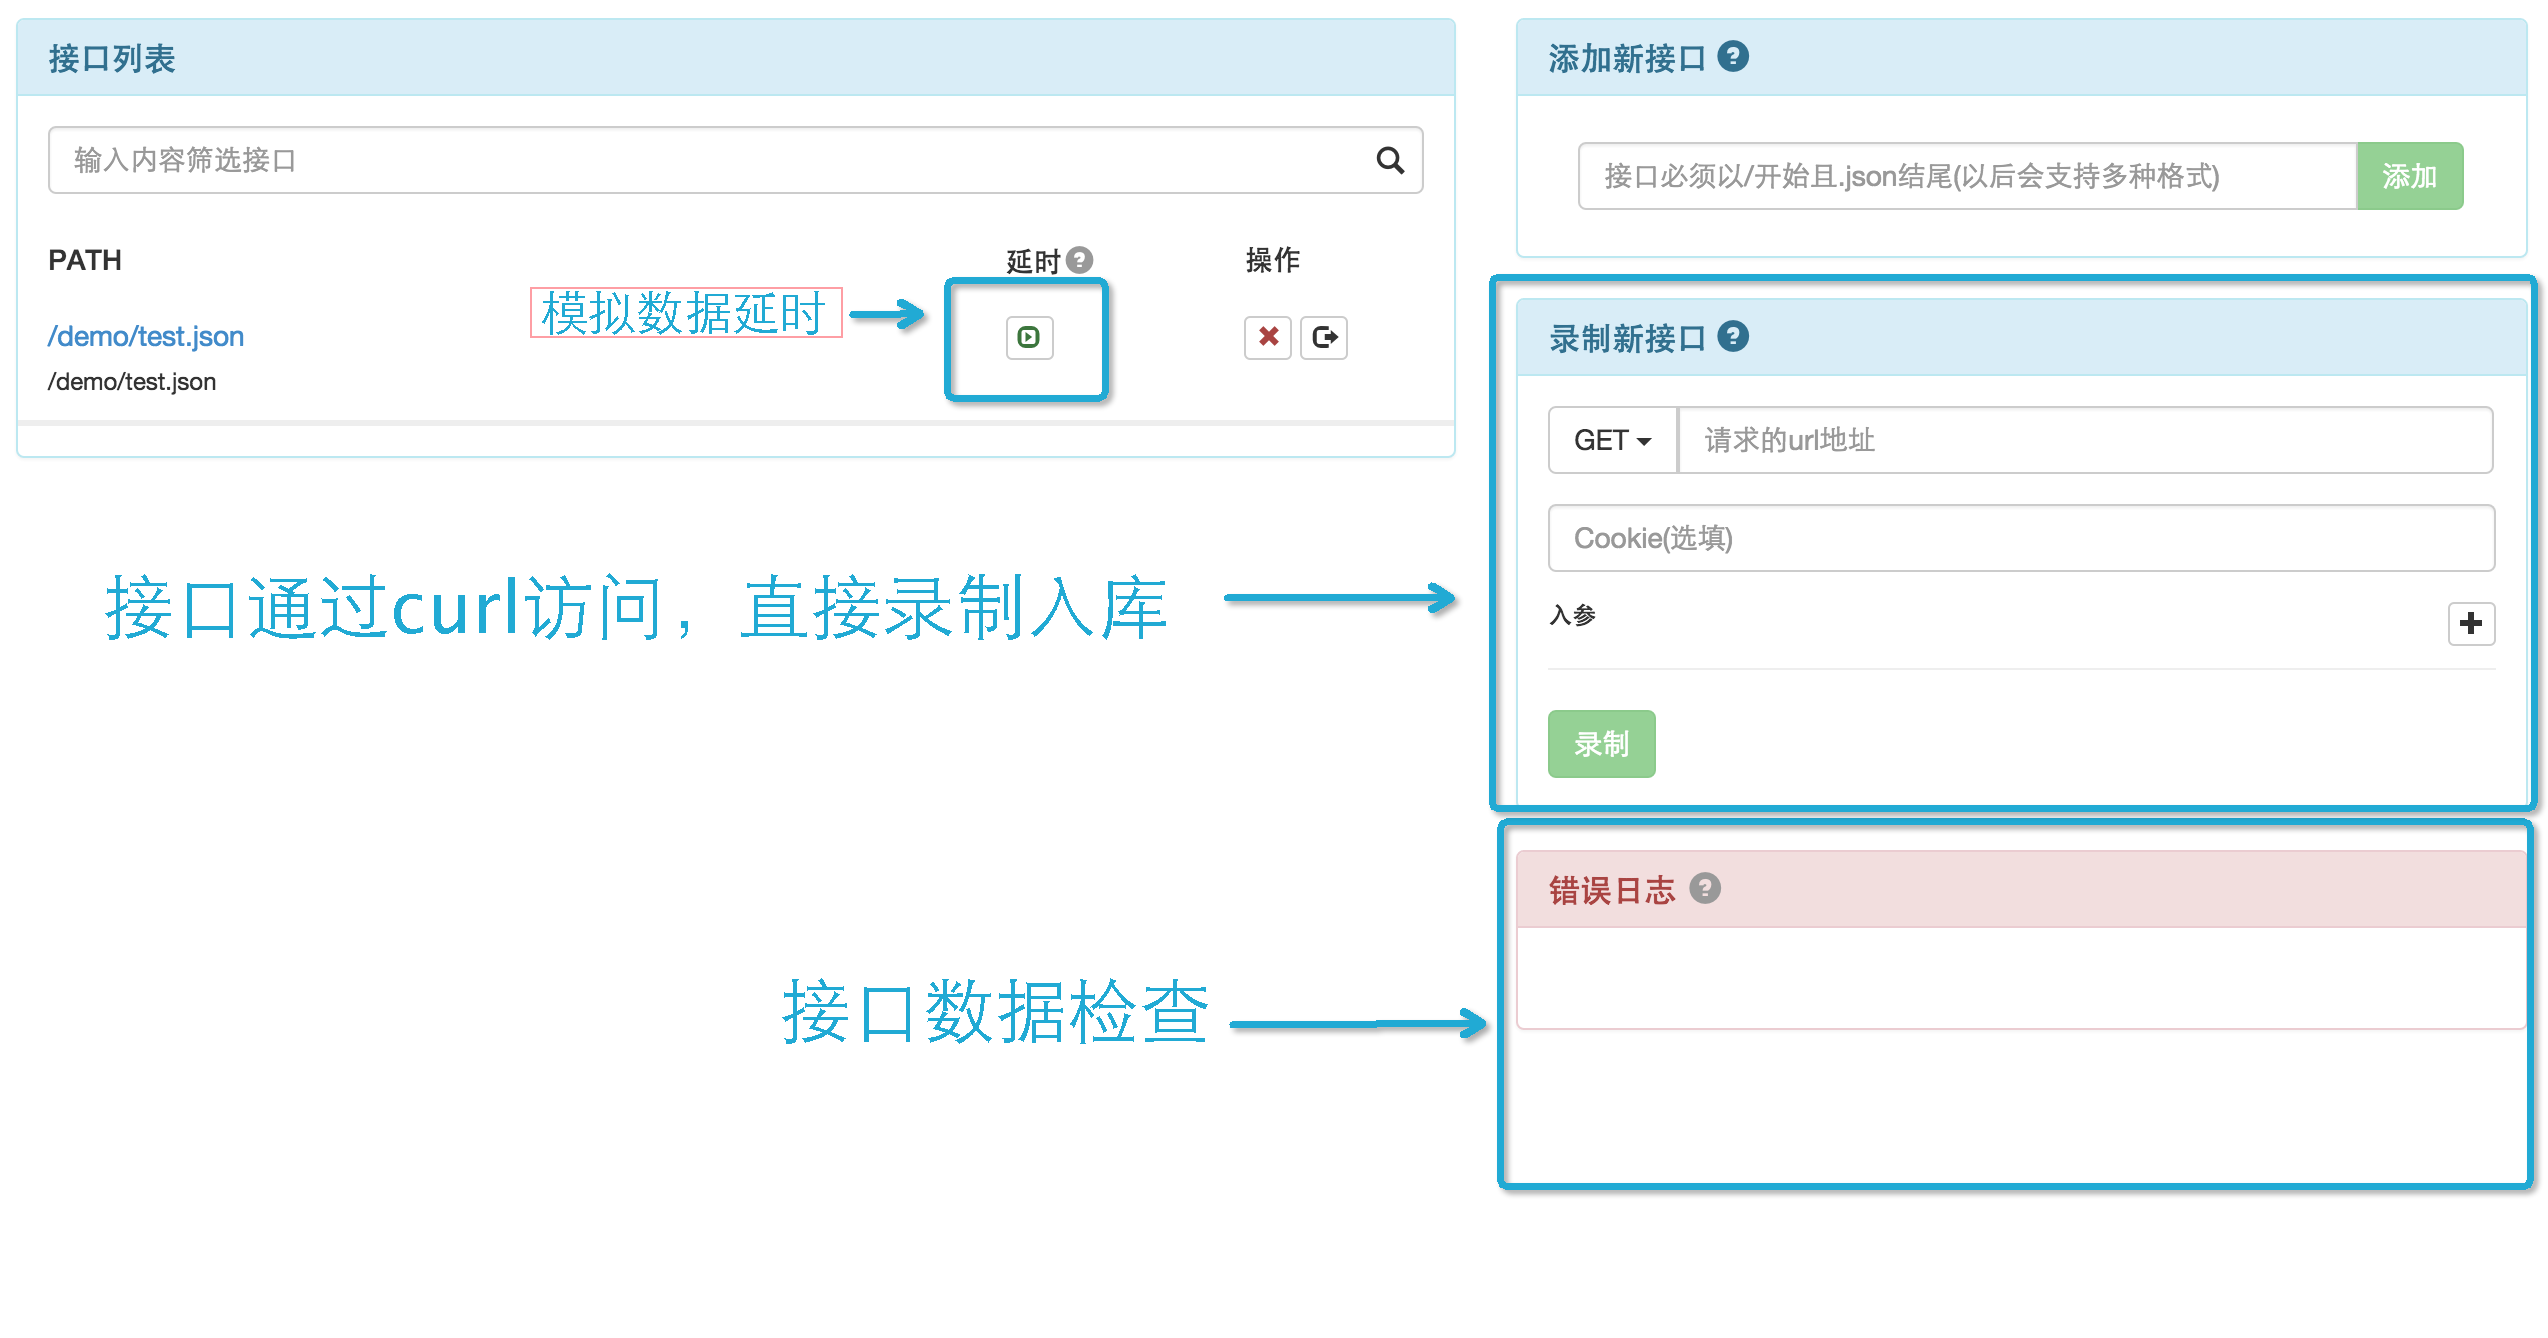 接口列表
输入内容筛选接口
PATH
延时
操作
模拟数据延时
/demo/test.json
/demo/test.json
添加新接口
接口必须以/开始且.json结尾(以后会支持多种格式)
添加
录制新接口
GET
请求的url地址
Cookie(选填)
入参
录制
接口通过curl访问，直接录制入库
错误日志
接口数据检查